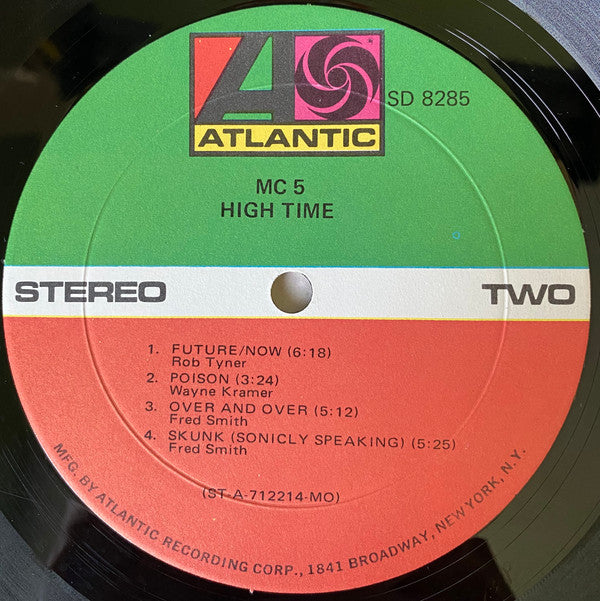 ATLANTIC
SD 8285
MC 5
HIGH TIME
STEREO
TWO
1. FUTURE/NOW (6:18)
Rob Tyner
2. POISON (3:24)
Wayne Kramer
3. OVER AND OVER (5:12)
Fred Smith
4. SKUNK (SONICLY SPEAKING) (5:25)
Fred Smith
(ST-A-712214-MO)
MFG. BY ATLANTIC RECORDING CORP., 1841 BROADWAY, NEW YORK, N.Y.